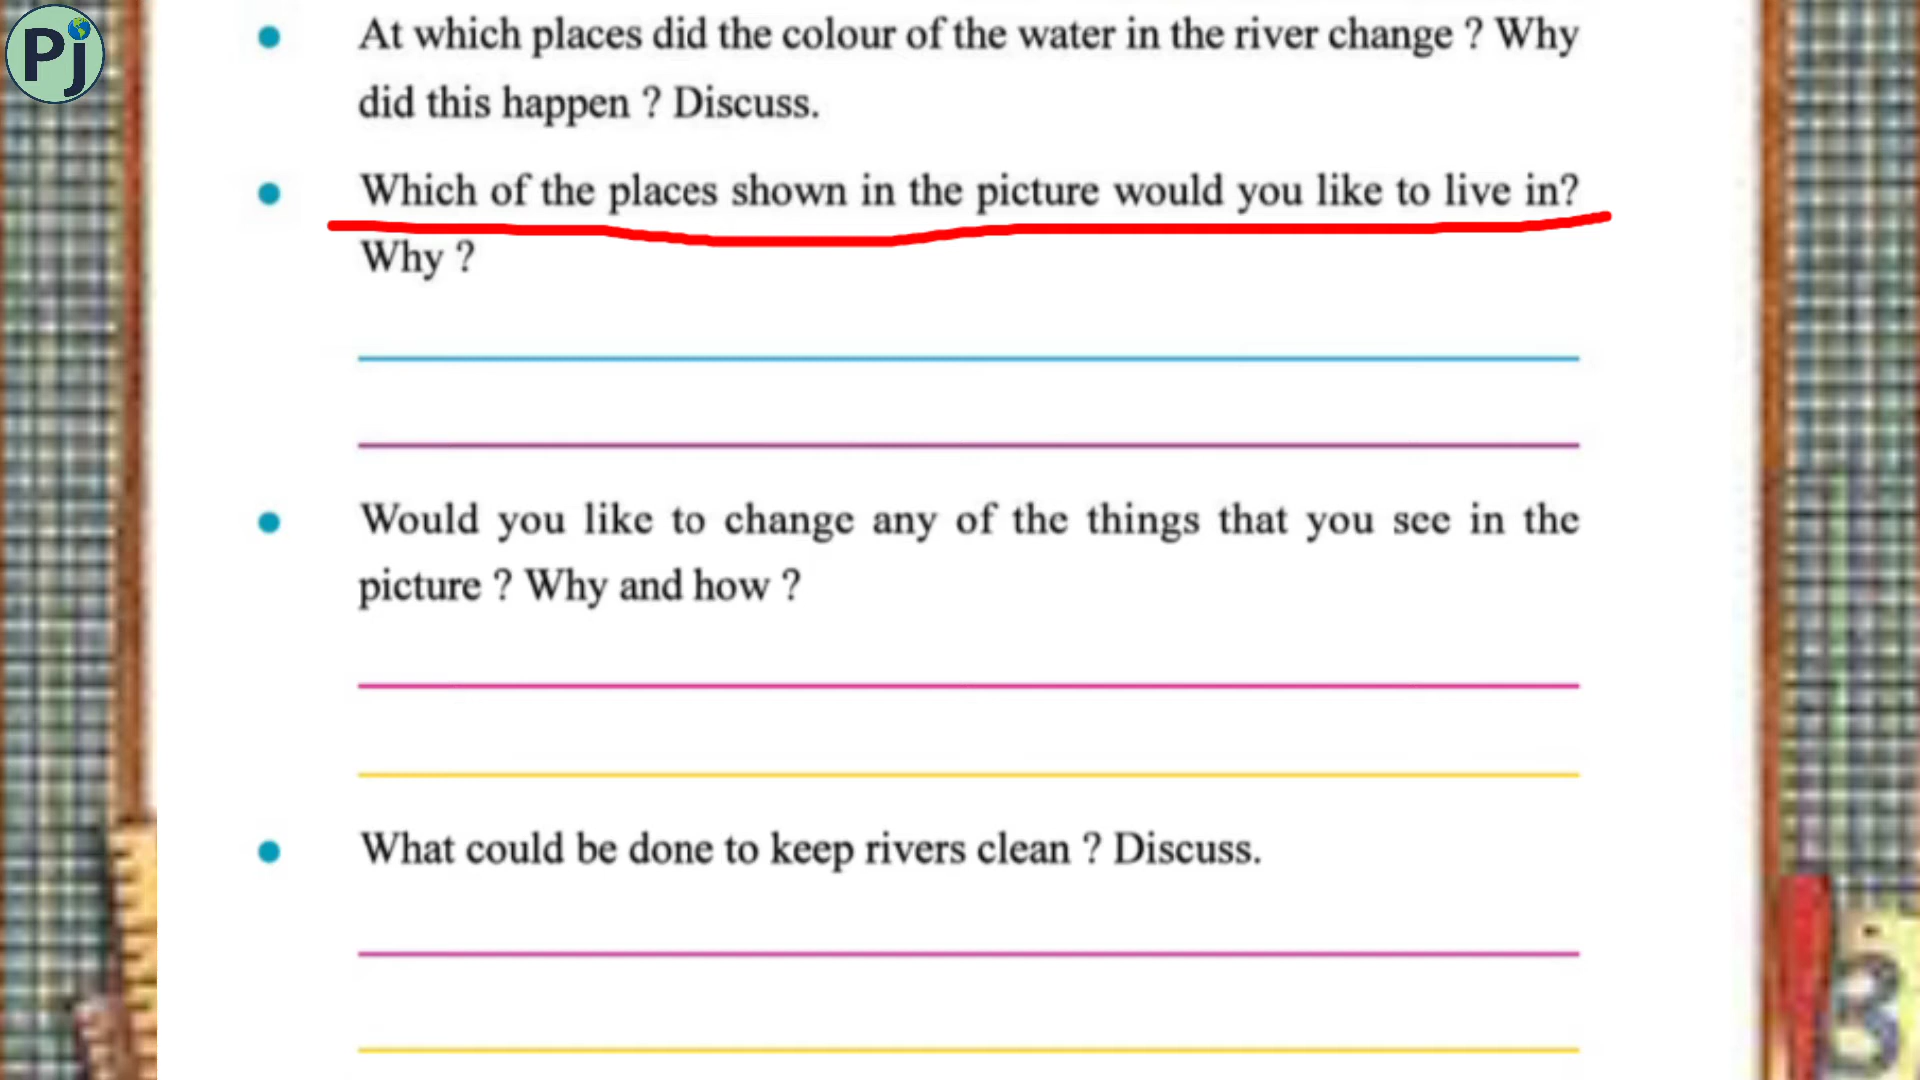 Pj
At which places did the colour of the water in the river change ? Why
did this happen ? Discuss.
Which of the places shown in the picture would you like to live in?
Why ?
Would you like to change any of the things that you see in the
picture ? Why and how ?
What could be done to keep rivers clean ? Discuss.
3